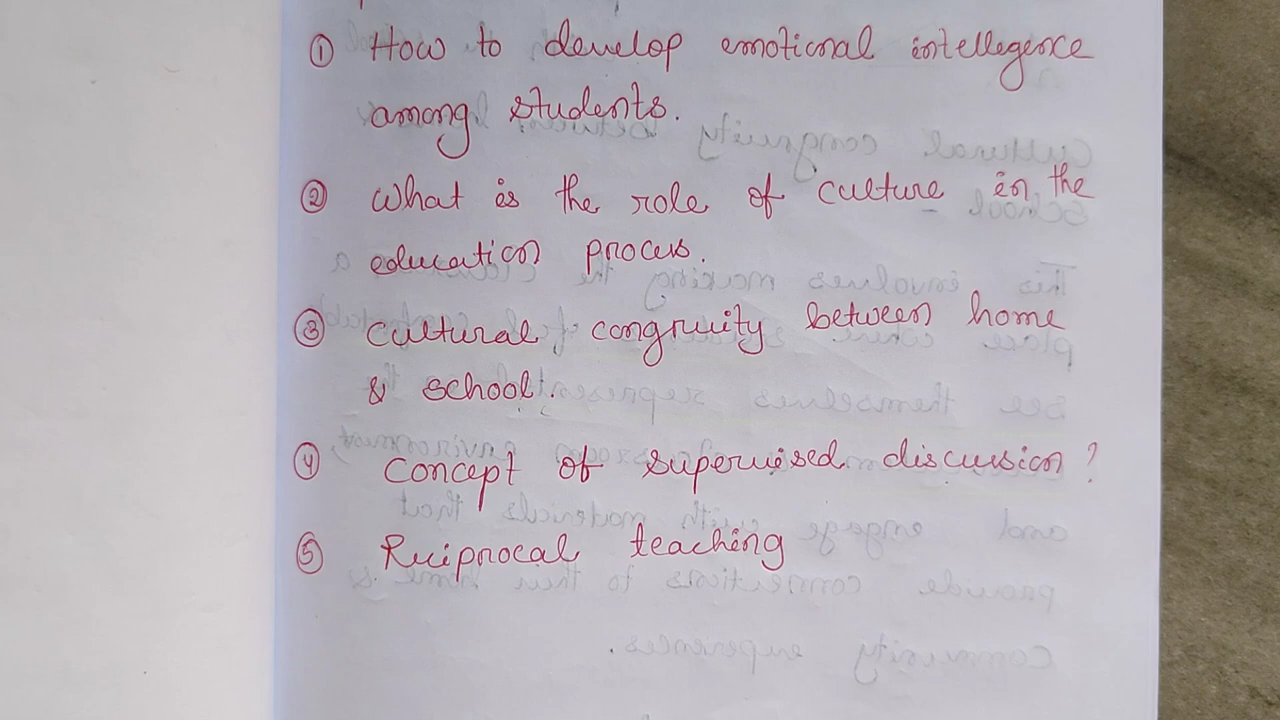 ① How to develop emotional intellegence
among students.
② What is the role of culture in the
education process.
③ Cultural congruity between home
& school.
④ Concept of supervised discussion?
⑤ Reciprocal teaching